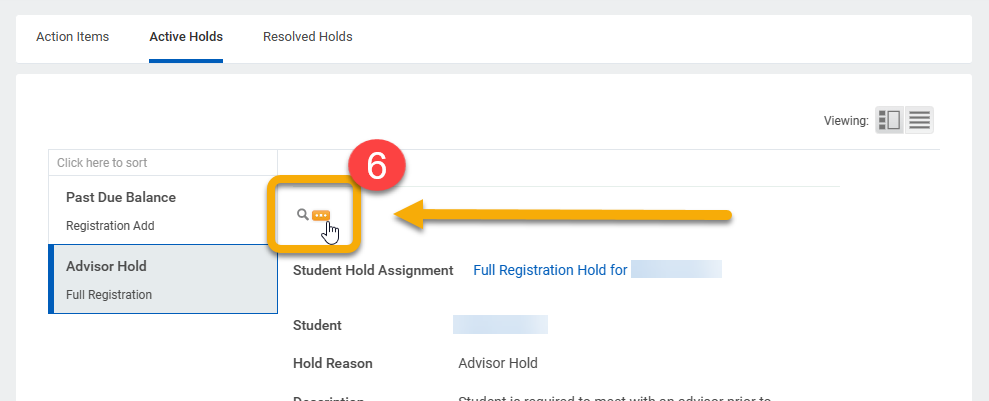 Action Items Active Holds Resolved Holds
Viewing:
Click here to sort
6
Past Due Balance
Registration Add
Advisor Hold
Full Registration
Student Hold Assignment Full Registration Hold for
Student
Hold Reason Advisor Hold
Description Student is required to meet with an advisor prior to